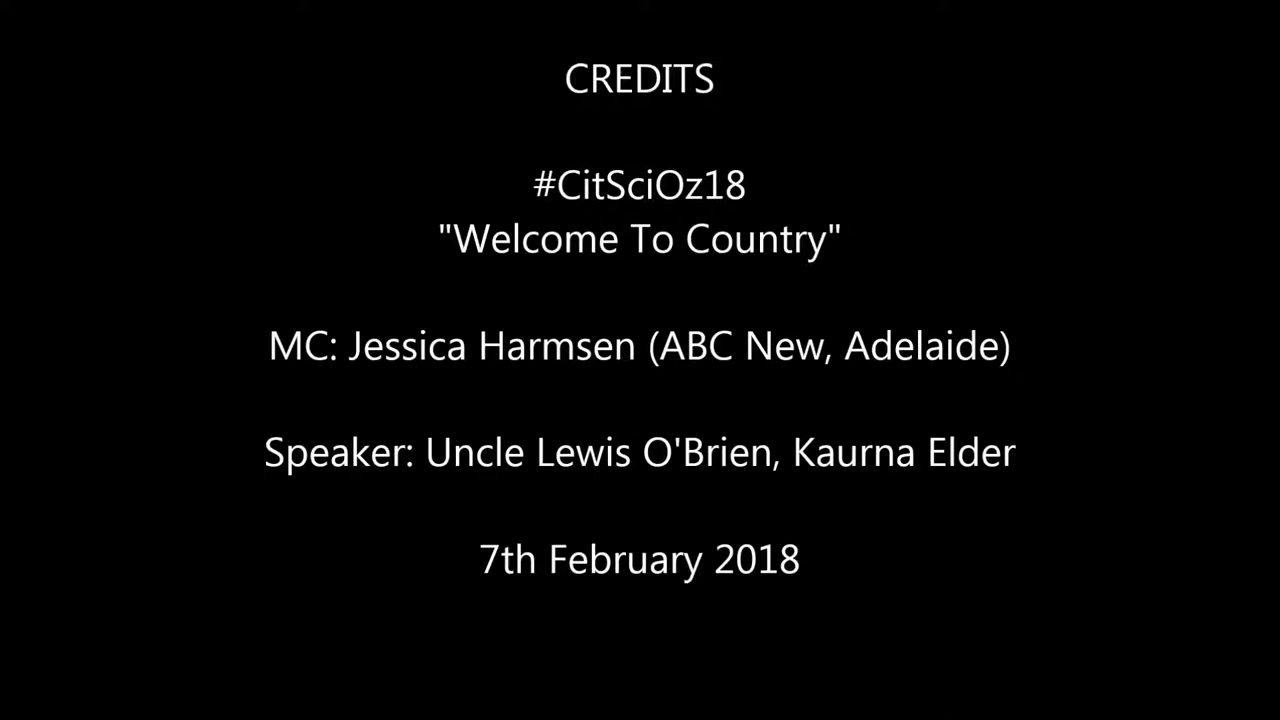 CREDITS
#CitSciOz18
"Welcome To Country"
MC: Jessica Harmsen (ABC New, Adelaide)
Speaker: Uncle Lewis O'Brien, Kaurna Elder
7th February 2018